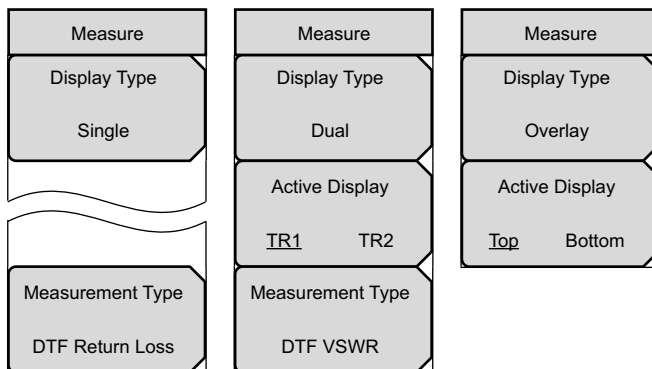 Measure
Display Type
Single
Measurement Type
DTF Return Loss
Measure
Display Type
Dual
Active Display
TR1 TR2
Measurement Type
DTF VSWR
Measure
Display Type
Overlay
Active Display
Top Bottom